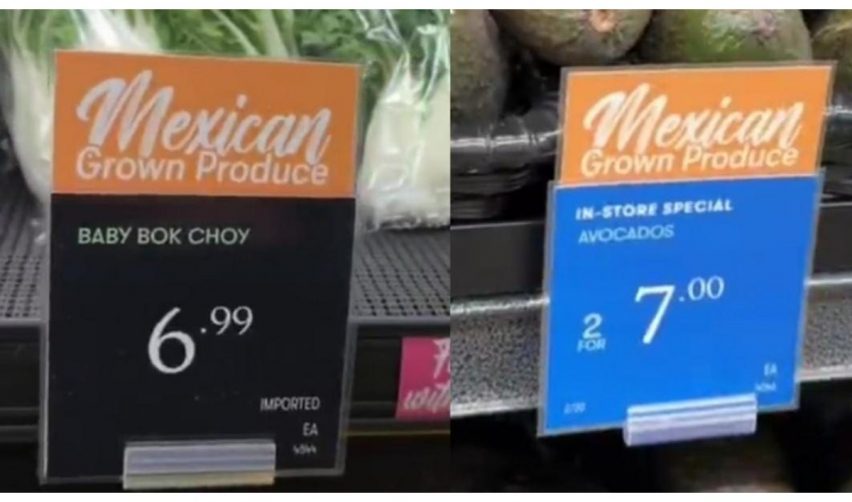 Mexican
Grown Produce
BABY BOK CHOY
6.99
IMPORTED
EA
Mexican
Grown Produce
IN-STORE SPECIAL
AVOCADOS
2
FOR
7.00
EA